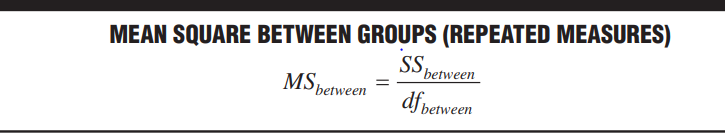 MEAN SQUARE BETWEEN GROUPS (REPEATED MEASURES)
MS_between = SS_between / df_between